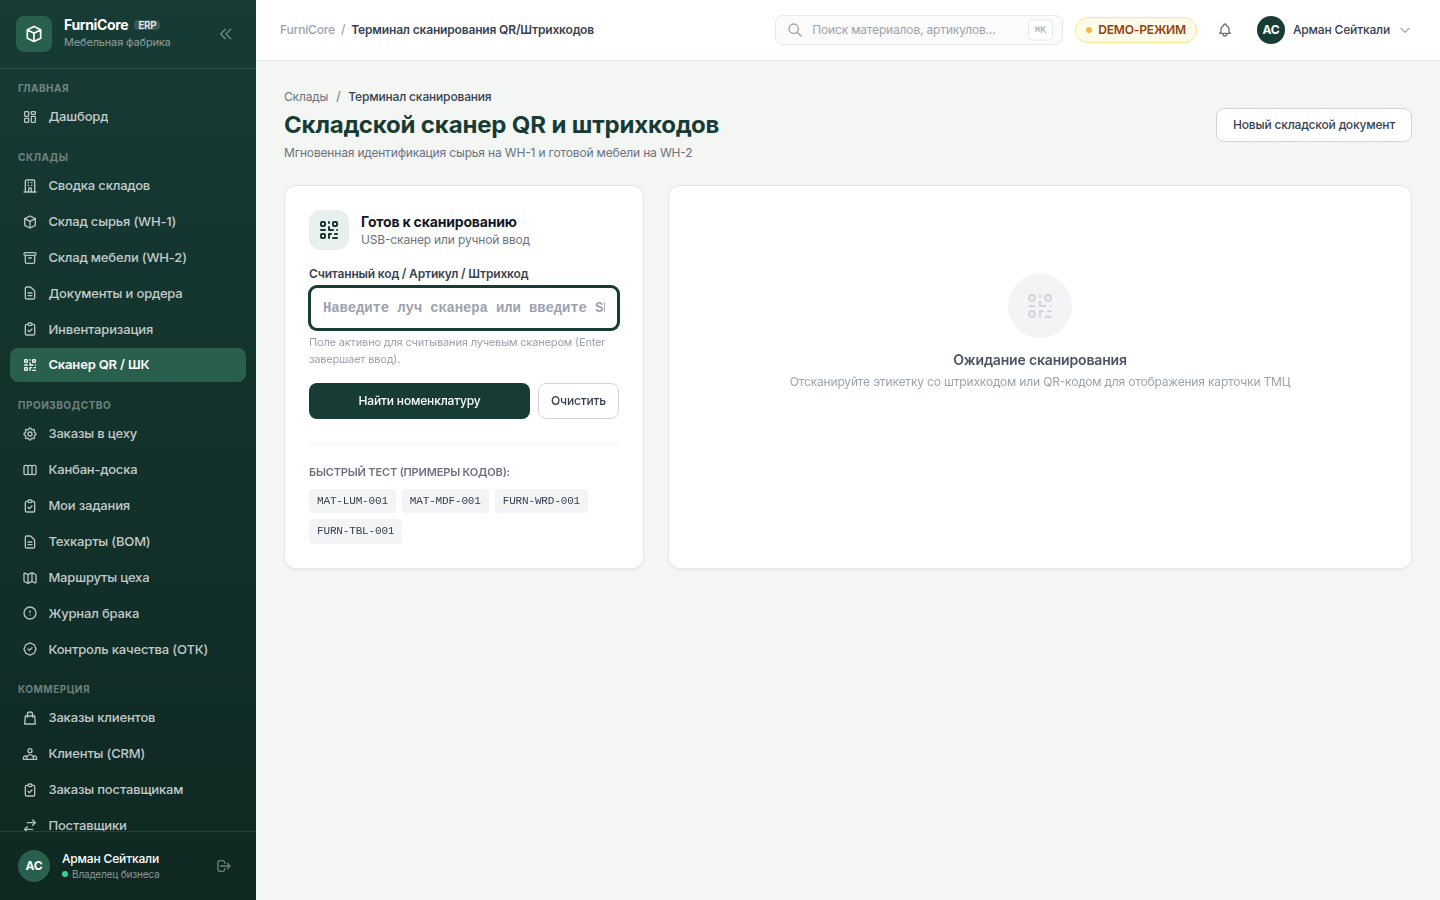 FurniCore ERP
Мебельная фабрика
ГЛАВНАЯ
Дашборд
СКЛАДЫ
Сводка складов
Склад сырья (WH-1)
Склад мебели (WH-2)
Документы и ордера
Инвентаризация
Сканер QR / ШК
ПРОИЗВОДСТВО
Заказы в цеху
Канбан-доска
Мои задания
Техкарты (BOM)
Маршруты цеха
Журнал брака
Контроль качества (ОТК)
КОММЕРЦИЯ
Заказы клиентов
Клиенты (CRM)
Заказы поставщикам
Поставщики
АС Арман Сейткали
Владелец бизнеса
FurniCore / Терминал сканирования QR/Штрихкодов
Поиск материалов, артикулов... ⌘K
DEMO-РЕЖИМ
АС Арман Сейткали
Склады / Терминал сканирования
Складской сканер QR и штрихкодов
Мгновенная идентификация сырья на WH-1 и готовой мебели на WH-2
Новый складской документ
Готов к сканированию
USB-сканер или ручной ввод
Считанный код / Артикул / Штрихкод
Наведите луч сканера или введите
Поле активно для считывания лучевым сканером (Enter
завершает ввод).
Найти номенклатуру Очистить
БЫСТРЫЙ ТЕСТ (ПРИМЕРЫ КОДОВ):
MAT-LUM-001 MAT-MDF-001 FURN-WRD-001
FURN-TBL-001
Ожидание сканирования
Отсканируйте этикетку со штрихкодом или QR-кодом для отображения карточки ТМЦ